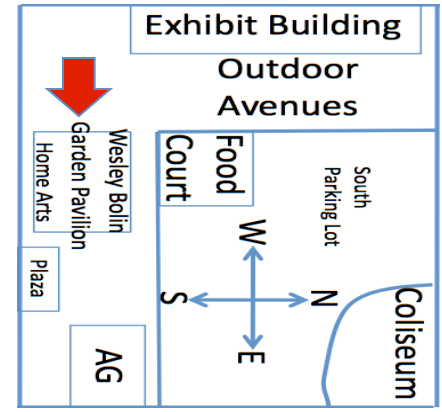 Exhibit Building
Outdoor
Avenues
Wesley Bolin
Garden Pavilion
Home Arts
Food
Court
South
Parking Lot
W
N
S
E
Plaza
AG
Coliseum